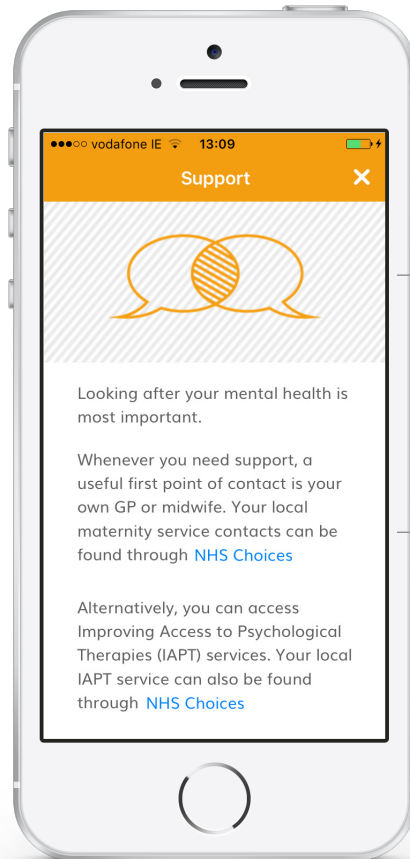 vodafone IE 13:09
Support
Looking after your mental health is
most important.
Whenever you need support, a
useful first point of contact is your
own GP or midwife. Your local
maternity service contacts can be
found through NHS Choices
Alternatively, you can access
Improving Access to Psychological
Therapies (IAPT) services. Your local
IAPT service can also be found
through NHS Choices